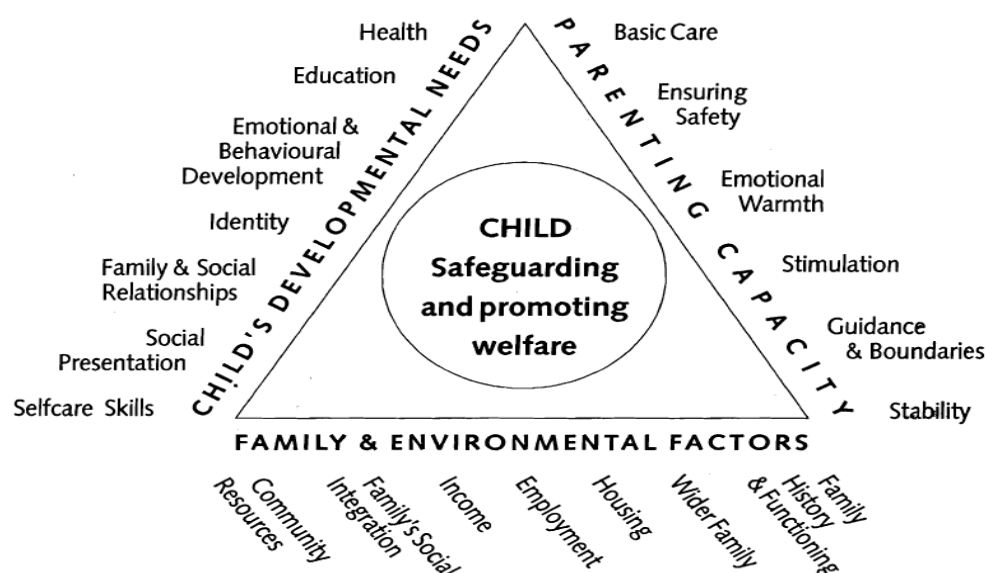 Health
Education
Emotional &
Behavioural
Development
Identity
Family & Social
Relationships
Social
Presentation
Selfcare Skills
CHILD'S DEVELOPMENTAL NEEDS
CHILD
Safeguarding
and promoting
welfare
PARENTING CAPACITY
Basic Care
Ensuring
Safety
Emotional
Warmth
Stimulation
Guidance
& Boundaries
Stability
FAMILY & ENVIRONMENTAL FACTORS
Community
Resources
Family's Social
Integration
Income
Employment
Housing
Wider Family
Family
History
& Functioning